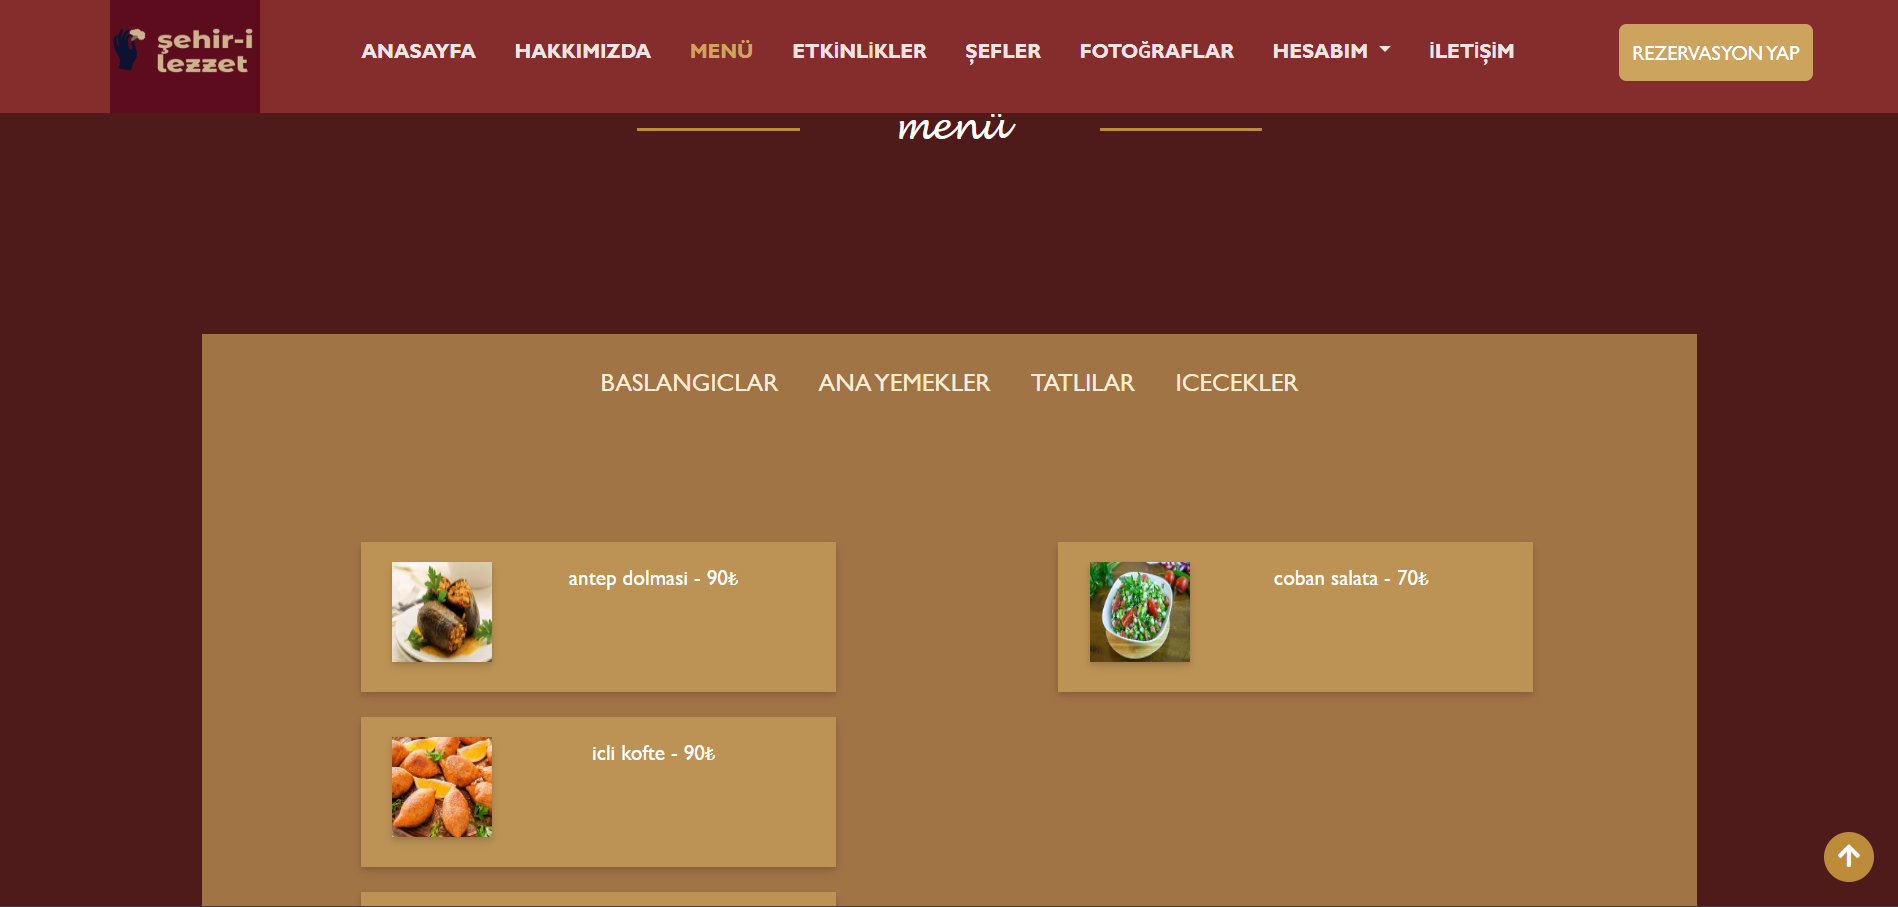 şehir-i
lezzet
ANASAYFA HAKKIMIZDA MENÜ ETKİNLİKLER ŞEFLER FOTOĞRAFLAR HESABIM İLETİŞİM
REZERVASYON YAP
menü
BASLANGICLAR ANA YEMEKLER TATLILAR ICECEKLER
antep dolmasi - 90₺
coban salata - 70₺
icli kofte - 90₺